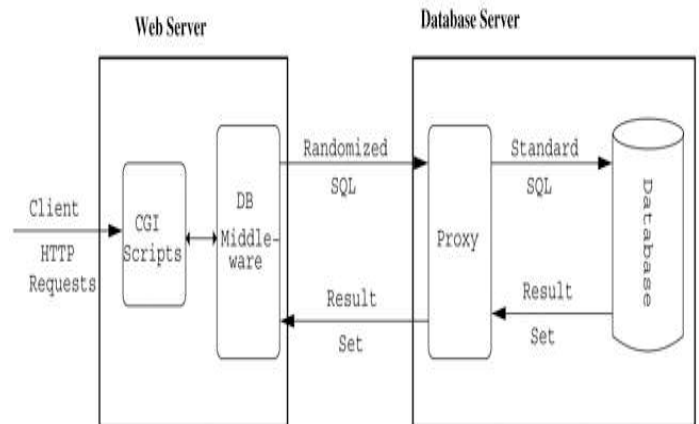 Web Server
Database Server
Client
HTTP
Requests
CGI
Scripts
DB
Middle-
ware
Randomized
SQL
Result
Set
Proxy
Standard
SQL
Result
Set
Database